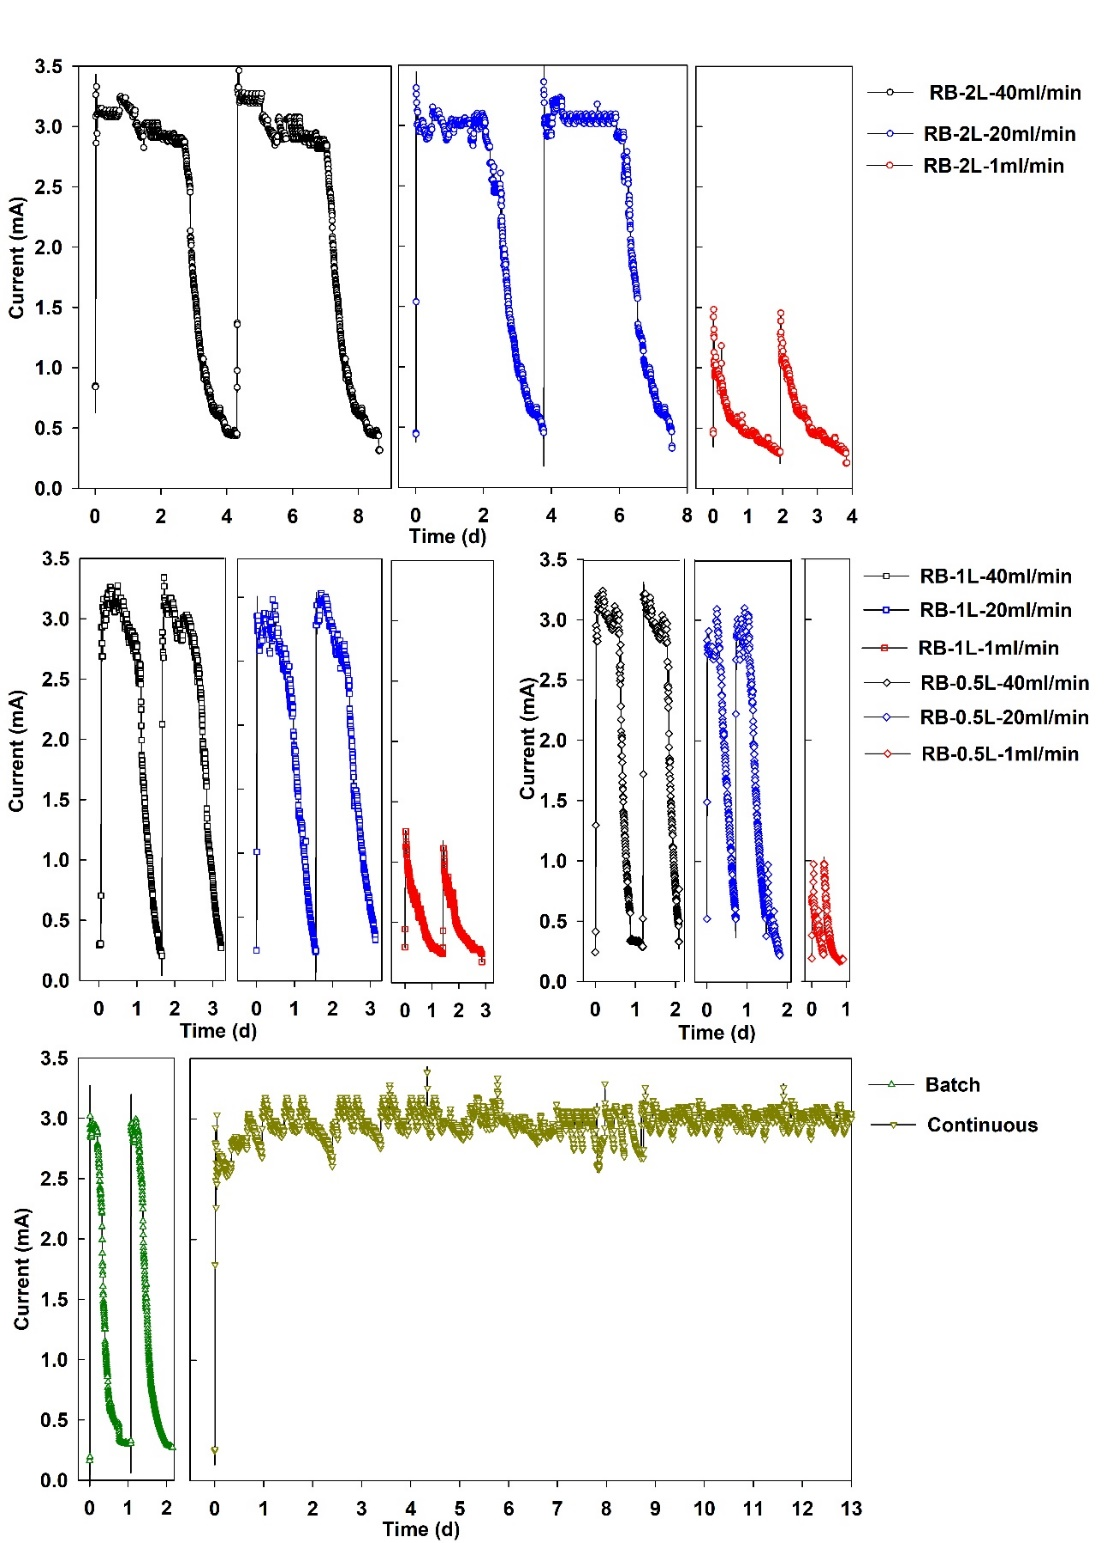 3.5
3.0
2.5
2.0
1.5
1.0
0.5
0.0
Current (mA)
0 2 4 6 8
0 2 4 6 8
0 1 2 3 4
Time (d)
RB-2L-40ml/min
RB-2L-20ml/min
RB-2L-1ml/min
3.5
3.0
2.5
2.0
1.5
1.0
0.5
0.0
Current (mA)
0 1 2 3
0 1 2 3
0 1 2 3
Time (d)
3.5
3.0
2.5
2.0
1.5
1.0
0.5
0.0
Current (mA)
0 1 2
0 1 2
0 1
Time (d)
RB-1L-40ml/min
RB-1L-20ml/min
RB-1L-1ml/min
RB-0.5L-40ml/min
RB-0.5L-20ml/min
RB-0.5L-1ml/min
3.5
3.0
2.5
2.0
1.5
1.0
0.5
0.0
Current (mA)
0 1 2
0 1 2 3 4 5 6 7 8 9 10 11 12 13
Time (d)
Batch
Continuous